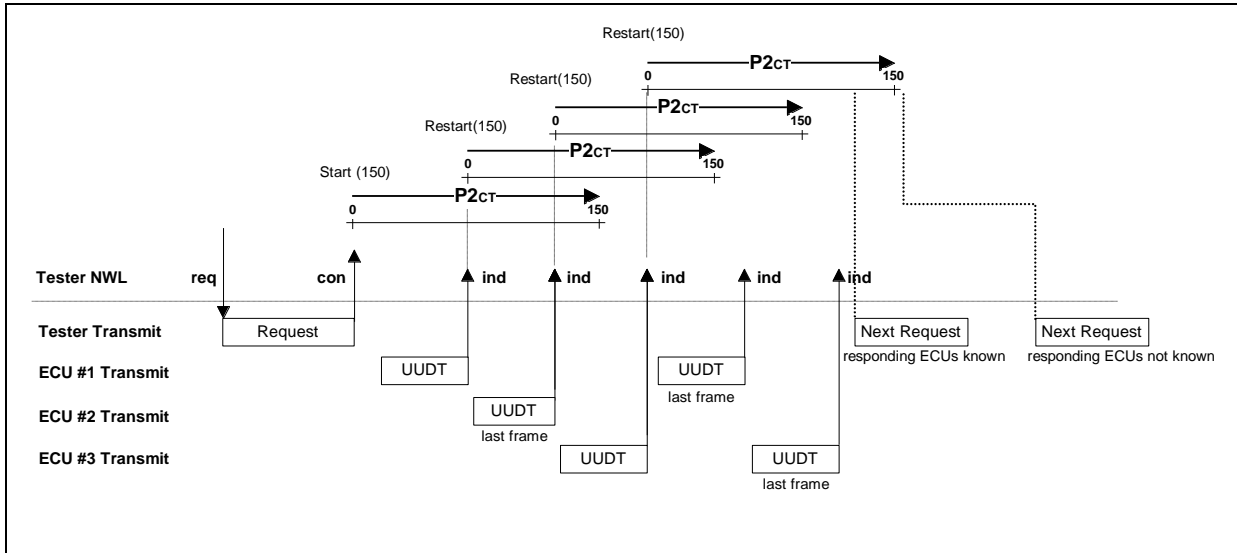 Restart(150)
P2CT
0 150
Restart(150)
P2CT
0 150
Restart(150)
P2CT
0 150
Start (150)
P2CT
0 150
Tester NWL req con ind ind ind ind ind
Tester Transmit Request Next Request Next Request
responding ECUs known responding ECUs not known
ECU #1 Transmit UUDT UUDT
last frame
ECU #2 Transmit UUDT
last frame
ECU #3 Transmit UUDT UUDT
last frame